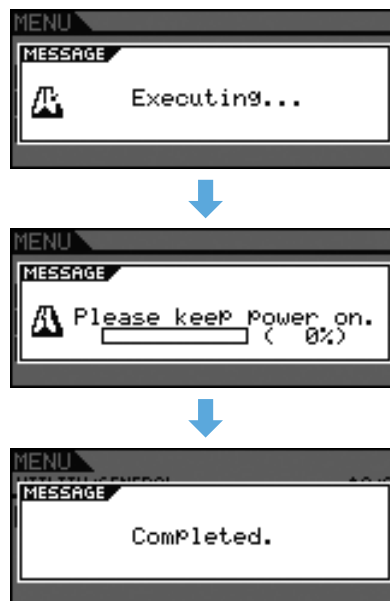 MENU
MESSAGE
Executing...
MENU
MESSAGE
Please keep power on.
( 0%)
MENU
MESSAGE
Completed.